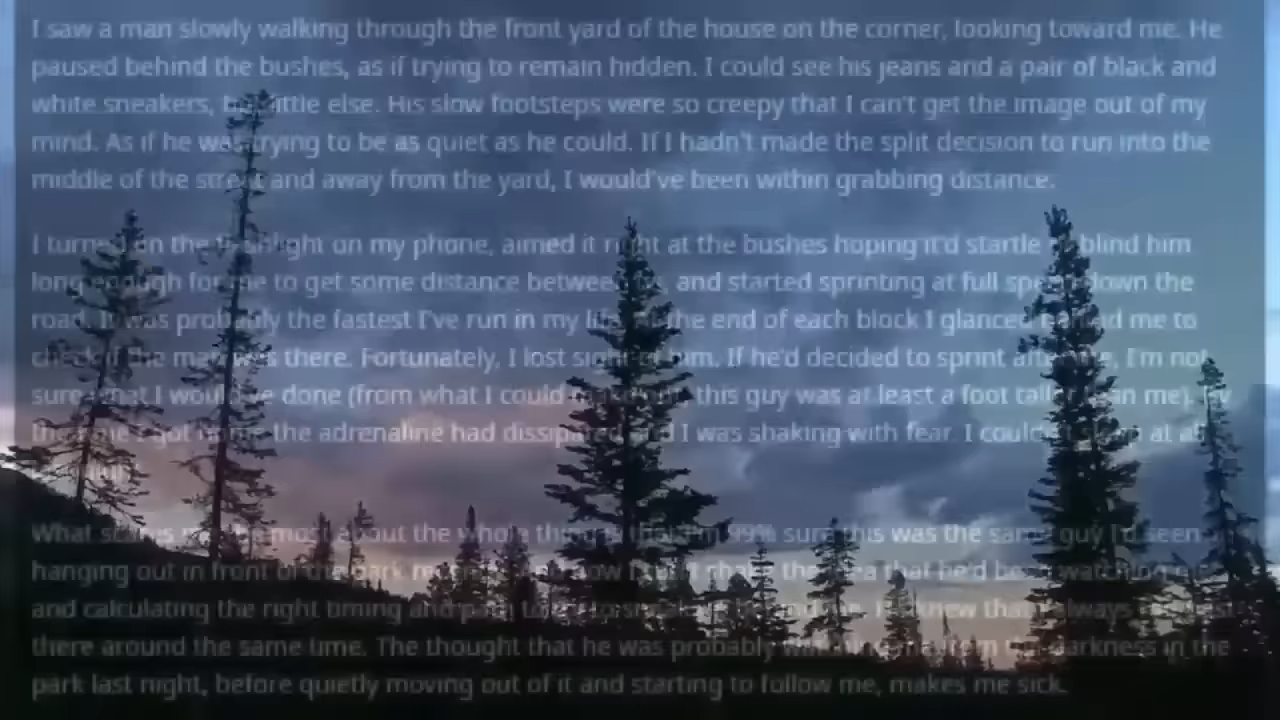 I saw a man slowly walking through the front yard of the house on the corner, looking toward me. He
paused behind the bushes, as if trying to remain hidden. I could see his jeans and a pair of black and
white sneakers, but little else. His slow footsteps were so creepy that I can't get the image out of my
mind. As if he was trying to be as quiet as he could. If I hadn't made the split decision to run into the
middle of the street and away from the yard, I would've been within grabbing distance.
I turned on the flashlight on my phone, aimed it right at the bushes hoping it'd startle or blind him
long enough for me to get some distance between us, and started sprinting at full speed down the
road. It was probably the fastest I've run in my life. the end of each block I glanced behind me to
check if the man was there. Fortunately, I lost sight of him. If he'd decided to sprint after me, I'm not
sure what I would've done (from what I could this guy was at least a foot taller than me).
the time I got home the adrenaline had dissipated and I was shaking with fear. I could at all
What scares me the most about the whole thing is that I'm 99% sure this was the same guy I'd seen
hanging out in front of the park now I can't shake the idea that he'd been watching
and calculating the right timing and path to knew that always
there around the same time. The thought that he was probably darkness in the
park last night, before quietly moving out of it and starting to follow me, makes me sick.